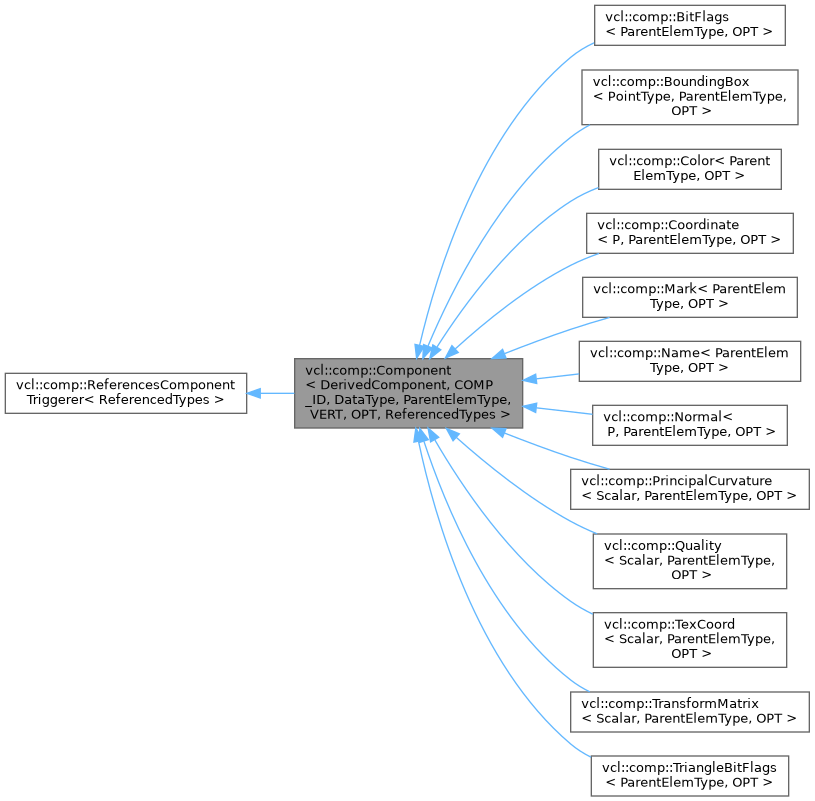 vcl::comp::ReferencesComponent
Triggerer< ReferencedTypes >
vcl::comp::Component
< DerivedComponent, COMP
_ID, DataType, ParentElemType,
VERT, OPT, ReferencedTypes >
vcl::comp::BitFlags
< ParentElemType, OPT >
vcl::comp::BoundingBox
< PointType, ParentElemType,
OPT >
vcl::comp::Color< Parent
ElemType, OPT >
vcl::comp::Coordinate
< P, ParentElemType, OPT >
vcl::comp::Mark< ParentElem
Type, OPT >
vcl::comp::Name< ParentElem
Type, OPT >
vcl::comp::Normal<
P, ParentElemType, OPT >
vcl::comp::PrincipalCurvature
< Scalar, ParentElemType, OPT >
vcl::comp::Quality
< Scalar, ParentElemType,
OPT >
vcl::comp::TexCoord
< Scalar, ParentElemType,
OPT >
vcl::comp::TransformMatrix
< Scalar, ParentElemType, OPT >
vcl::comp::TriangleBitFlags
< ParentElemType, OPT >